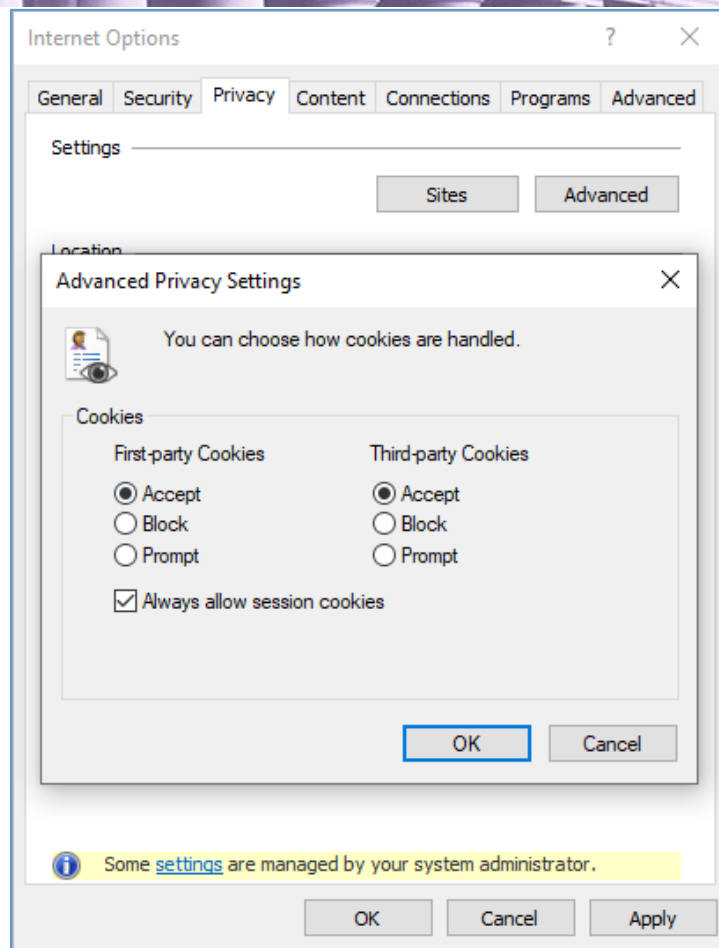 Internet Options
General Security Privacy Content Connections Programs Advanced
Settings
Sites Advanced
Location
Advanced Privacy Settings
You can choose how cookies are handled.
Cookies
First-party Cookies Third-party Cookies
Accept Accept
Block Block
Prompt Prompt
Always allow session cookies
OK Cancel
Some settings are managed by your system administrator.
OK Cancel Apply